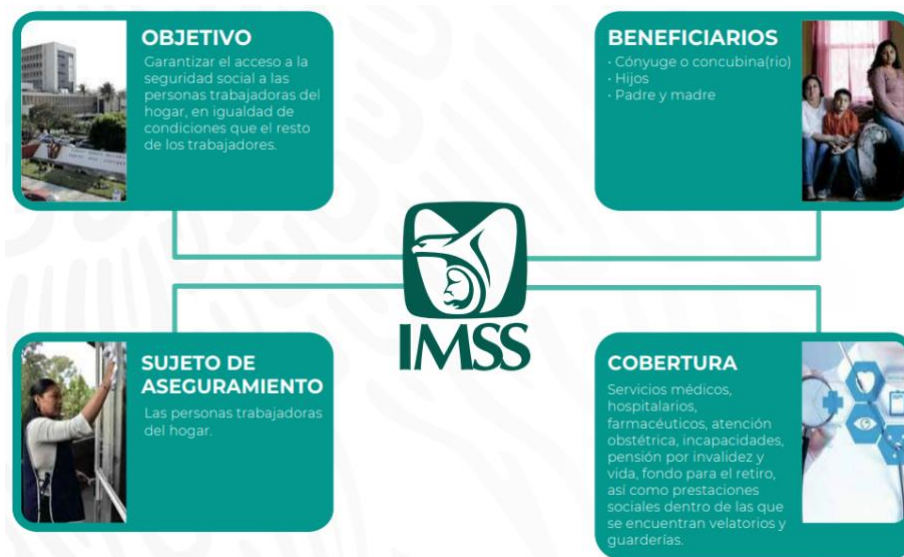 OBJETIVO
Garantizar el acceso a la
seguridad social a las
personas trabajadoras del
hogar, en igualdad de
condiciones que el resto
de los trabajadores.
BENEFICIARIOS
· Cónyuge o concubina(rio)
· Hijos
· Padre y madre
IMSS
SUJETO DE
ASEGURAMIENTO
Las personas trabajadoras
del hogar.
COBERTURA
Servicios médicos,
hospitalarios,
farmacéuticos, atención
obstétrica, incapacidades,
pensión por invalidez y
vida, fondo para el retiro,
así como prestaciones
sociales dentro de las que
se encuentran velatorios y
guarderías.